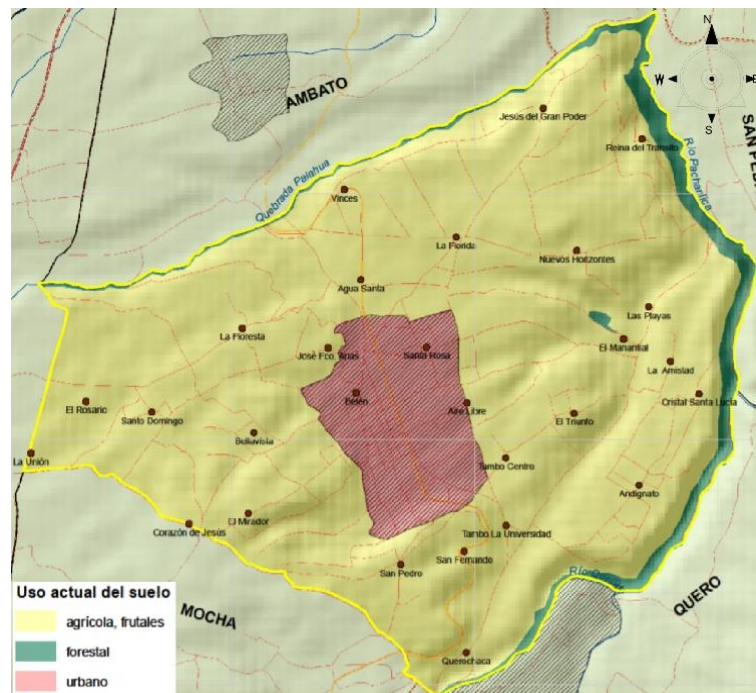 N
W
E
S
AMBATO
SAN PE
Jesús del Gran Poder
Reina del Tránsito
Río Pachanlica
Quebrada Palahua
Vinces
La Florida
Nuevos Horizontes
Agua Santa
Las Playas
La Floresta
José Fco. Arias
Santa Rosa
El Manantial
La Amistad
Belén
Cristal Santa Lucía
El Rosario
Santo Domingo
Aire Libre
El Triunfo
Bellavista
La Unión
Tambo Centro
Andignato
El Mirador
Corazón de Jesús
Tambo La Universidad
San Fernando
San Pedro
Río
QUERO
MOCHA
Querochaca
Uso actual del suelo
agrícola, frutales
forestal
urbano